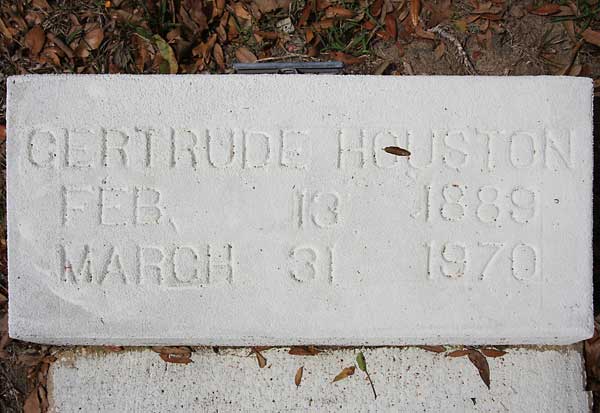 GERTRUDE HOUSTON
FEB. 13 1889
MARCH 31 1970